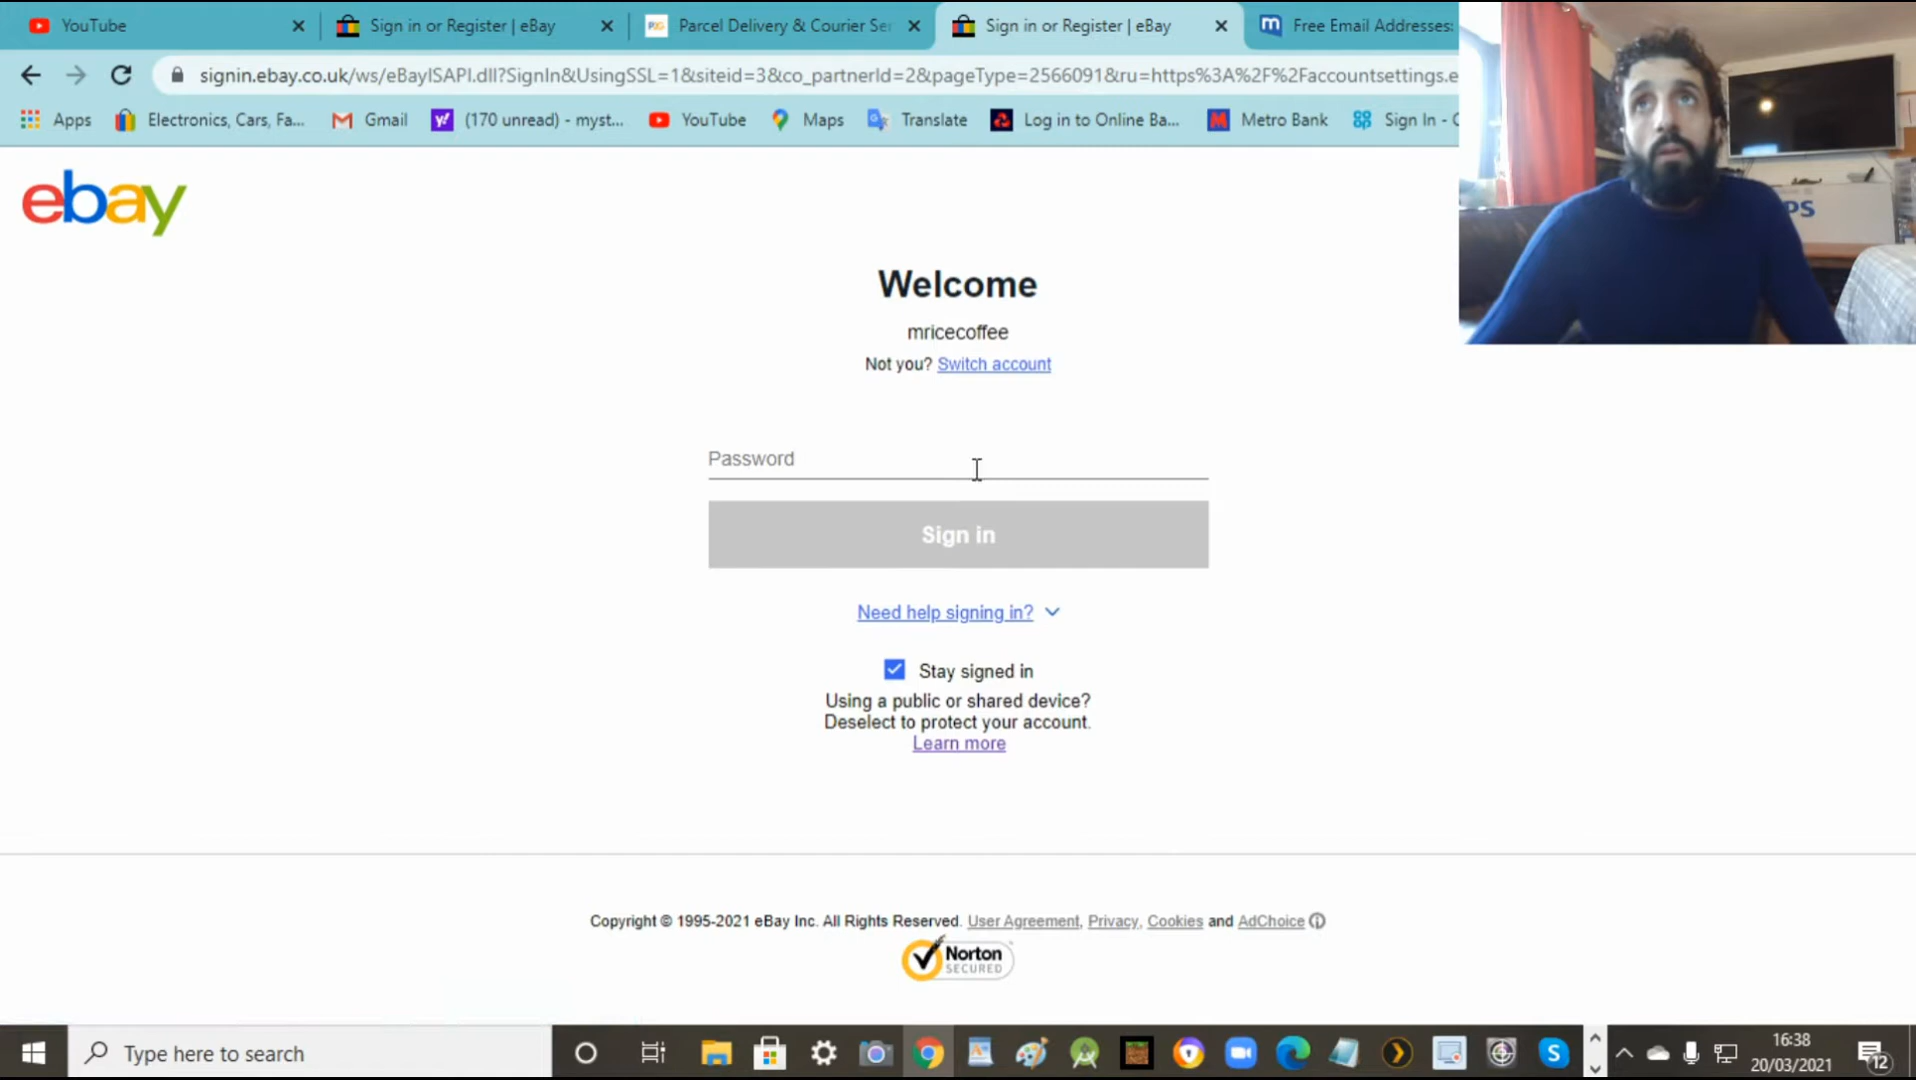 YouTube
Sign in or Register | eBay
Parcel Delivery & Courier Se
Sign in or Register | eBay
Free Email Addresses:
signin.ebay.co.uk/ws/eBayISAPI.dll?SignIn&UsingSSL=1&siteid=3&co_partnerId=2&pageType=2566091&ru=https%3A%2F%2Faccountsettings.e
Apps
Electronics, Cars, Fa...
Gmail
(170 unread) - myst...
YouTube
Maps
Translate
Log in to Online Ba...
Metro Bank
Sign In - C
ebay
PS
Welcome
mricecoffee
Not you? Switch account
Password
Sign in
Need help signing in?
Stay signed in
Using a public or shared device?
Deselect to protect your account.
Learn more
Copyright © 1995-2021 eBay Inc. All Rights Reserved. User Agreement, Privacy, Cookies and AdChoice
Norton
SECURED
Type here to search
16:38
20/03/2021
12